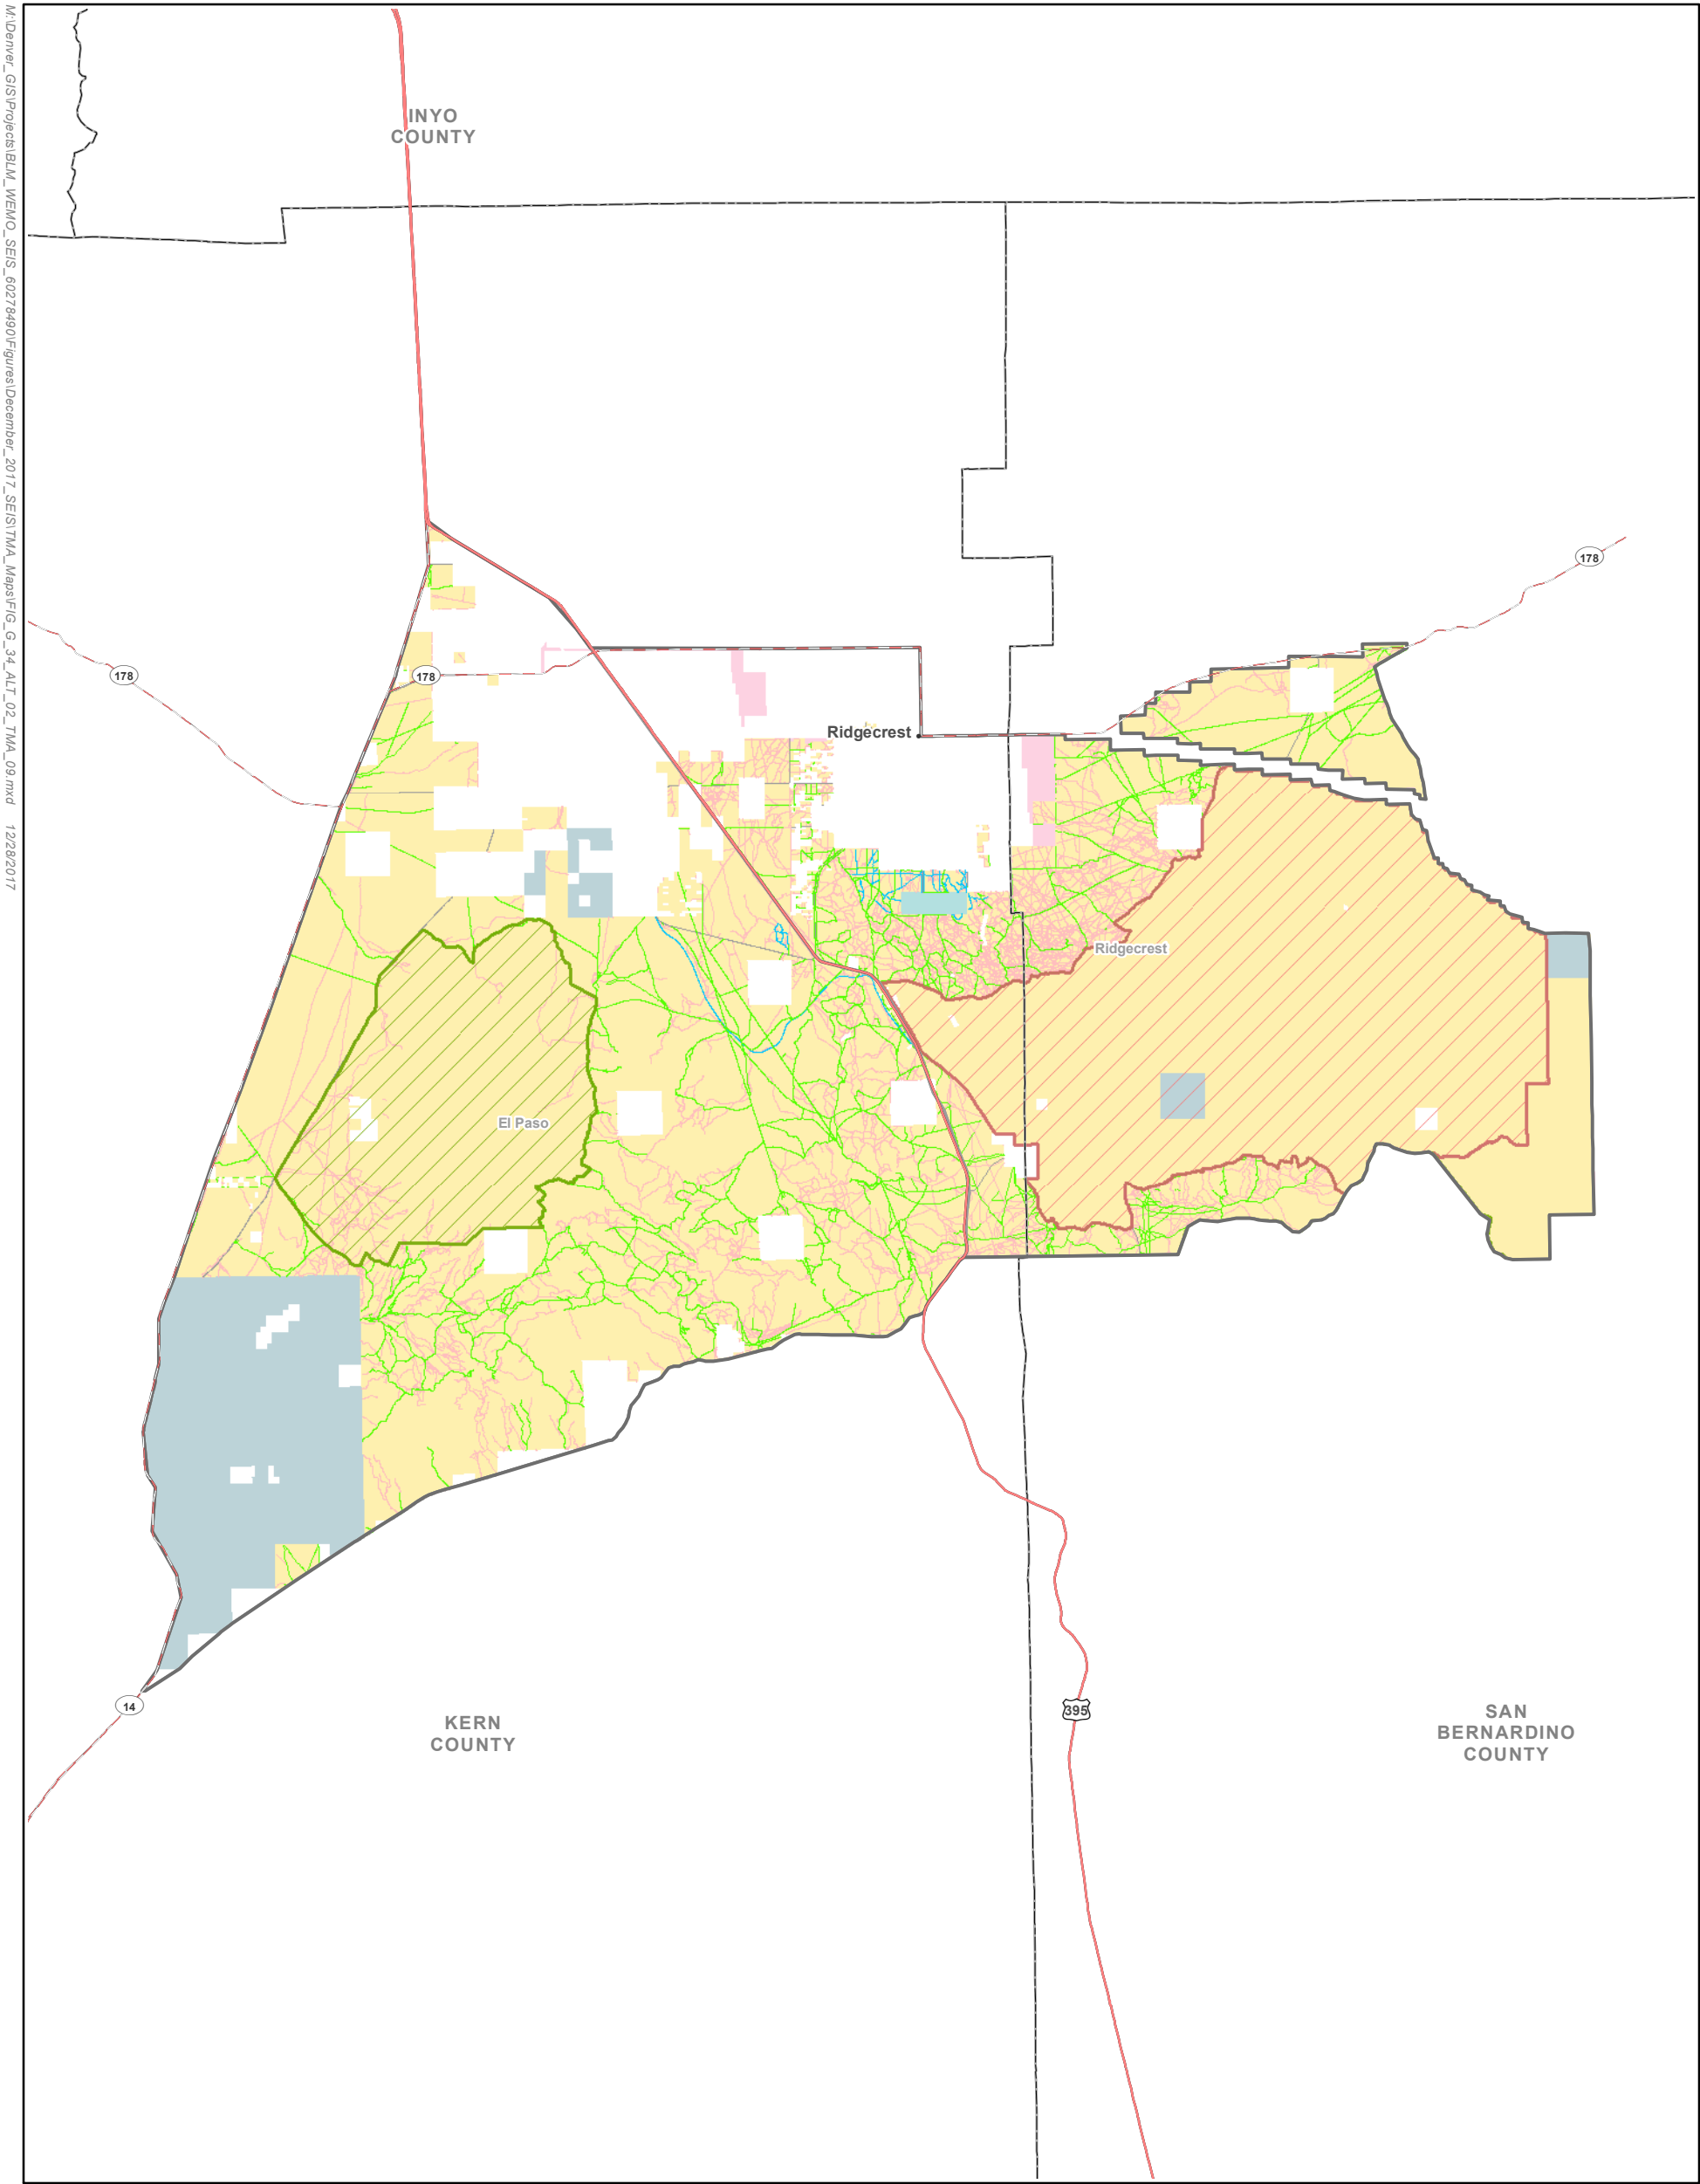 M:\Denver_GIS\Projects\BLM_WEMO_SEIS_60278490\Figures\December_2017_SEIS\TMA_Maps\FIG_G_34_ALT_02_TMA_09.mxd 12/28/2017
INYO
COUNTY
178
178
178
Ridgecrest
Ridgecrest
El Paso
14
KERN
COUNTY
395
SAN
BERNARDINO
COUNTY